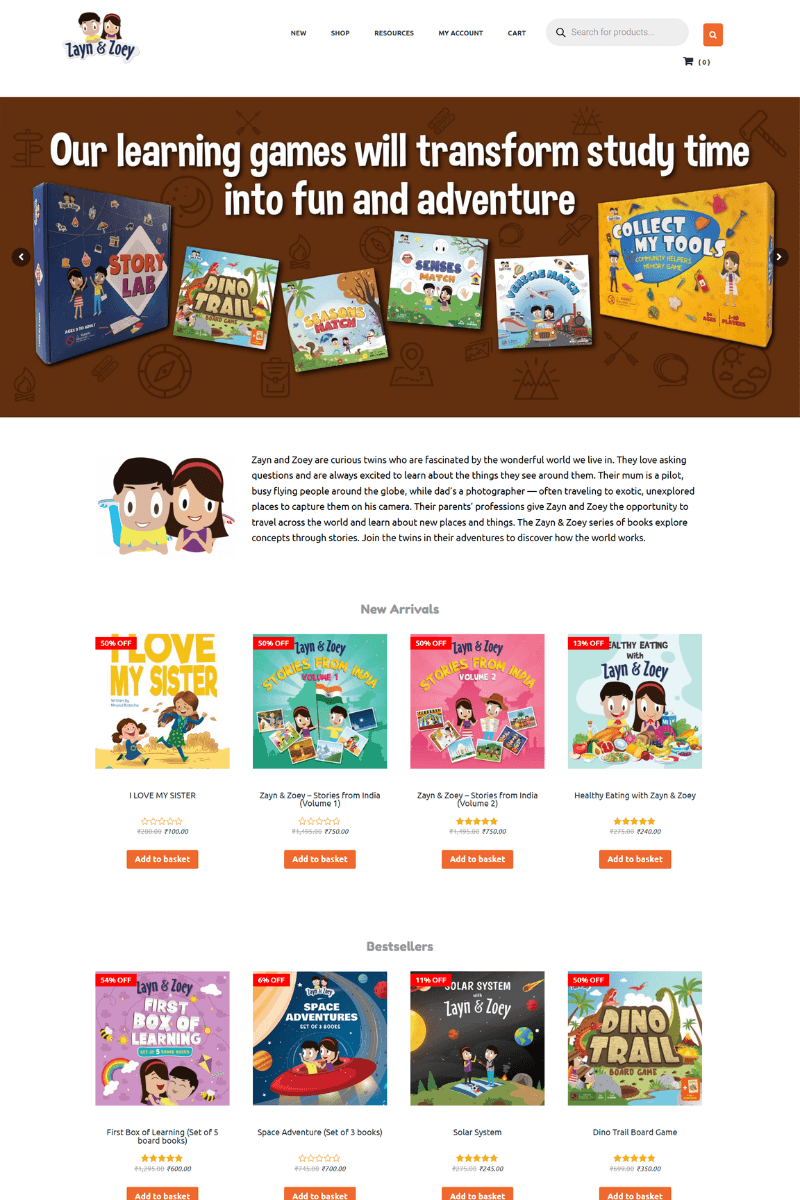 Zayn & Zoey
NEW
SHOP
RESOURCES
MY ACCOUNT
CART
Search for products...
( 0 )
Our learning games will transform study time
into fun and adventure
STORY
LAB
AGES 5 TO ADULT
DINO
TRAIL
BOARD GAME
SEASONS
MATCH
SENSES
MATCH
VEHICLE MATCH
COLLECT
MY TOOLS
COMMUNITY HELPERS
MEMORY GAME
AGES
PLAYERS
Zayn and Zoey are curious twins who are fascinated by the wonderful world we live in. They love asking
questions and are always excited to learn about the things they see around them. Their mum is a pilot,
busy flying people around the globe, while dad's a photographer — often traveling to exotic, unexplored
places to capture them on his camera. Their parents' professions give Zayn and Zoey the opportunity to
travel across the world and learn about new places and things. The Zayn & Zoey series of books explore
concepts through stories. Join the twins in their adventures to discover how the world works.
New Arrivals
50% OFF
I LOVE
MY SISTER
Written by
50% OFF
Zayn & Zoey
STORIES FROM INDIA
VOLUME 1
50% OFF
Zayn & Zoey
STORIES FROM INDIA
VOLUME 2
13% OFF
EALTHY EATING
with
Zayn & Zoey
I LOVE MY SISTER
₹200.00 ₹100.00
Add to basket
Zayn & Zoey – Stories from India
(Volume 1)
₹1,495.00 ₹750.00
Add to basket
Zayn & Zoey – Stories from India
(Volume 2)
₹1,495.00 ₹750.00
Add to basket
Healthy Eating with Zayn & Zoey
₹275.00 ₹240.00
Add to basket
Bestsellers
54% OFF
Zayn & Zoey
FIRST
BOX OF
LEARNING
SET OF 5 BOARD BOOKS
6% OFF
Zayn & Zoey
SPACE
ADVENTURES
SET OF 3 BOOKS
11% OFF
SOLAR SYSTEM
with
Zayn & Zoey
50% OFF
DINO
TRAIL
BOARD GAME
First Box of Learning (Set of 5
board books)
₹1,295.00 ₹600.00
Add to basket
Space Adventure (Set of 3 books)
₹745.00 ₹700.00
Add to basket
Solar System
₹275.00 ₹245.00
Add to basket
Dino Trail Board Game
₹699.00 ₹350.00
Add to basket